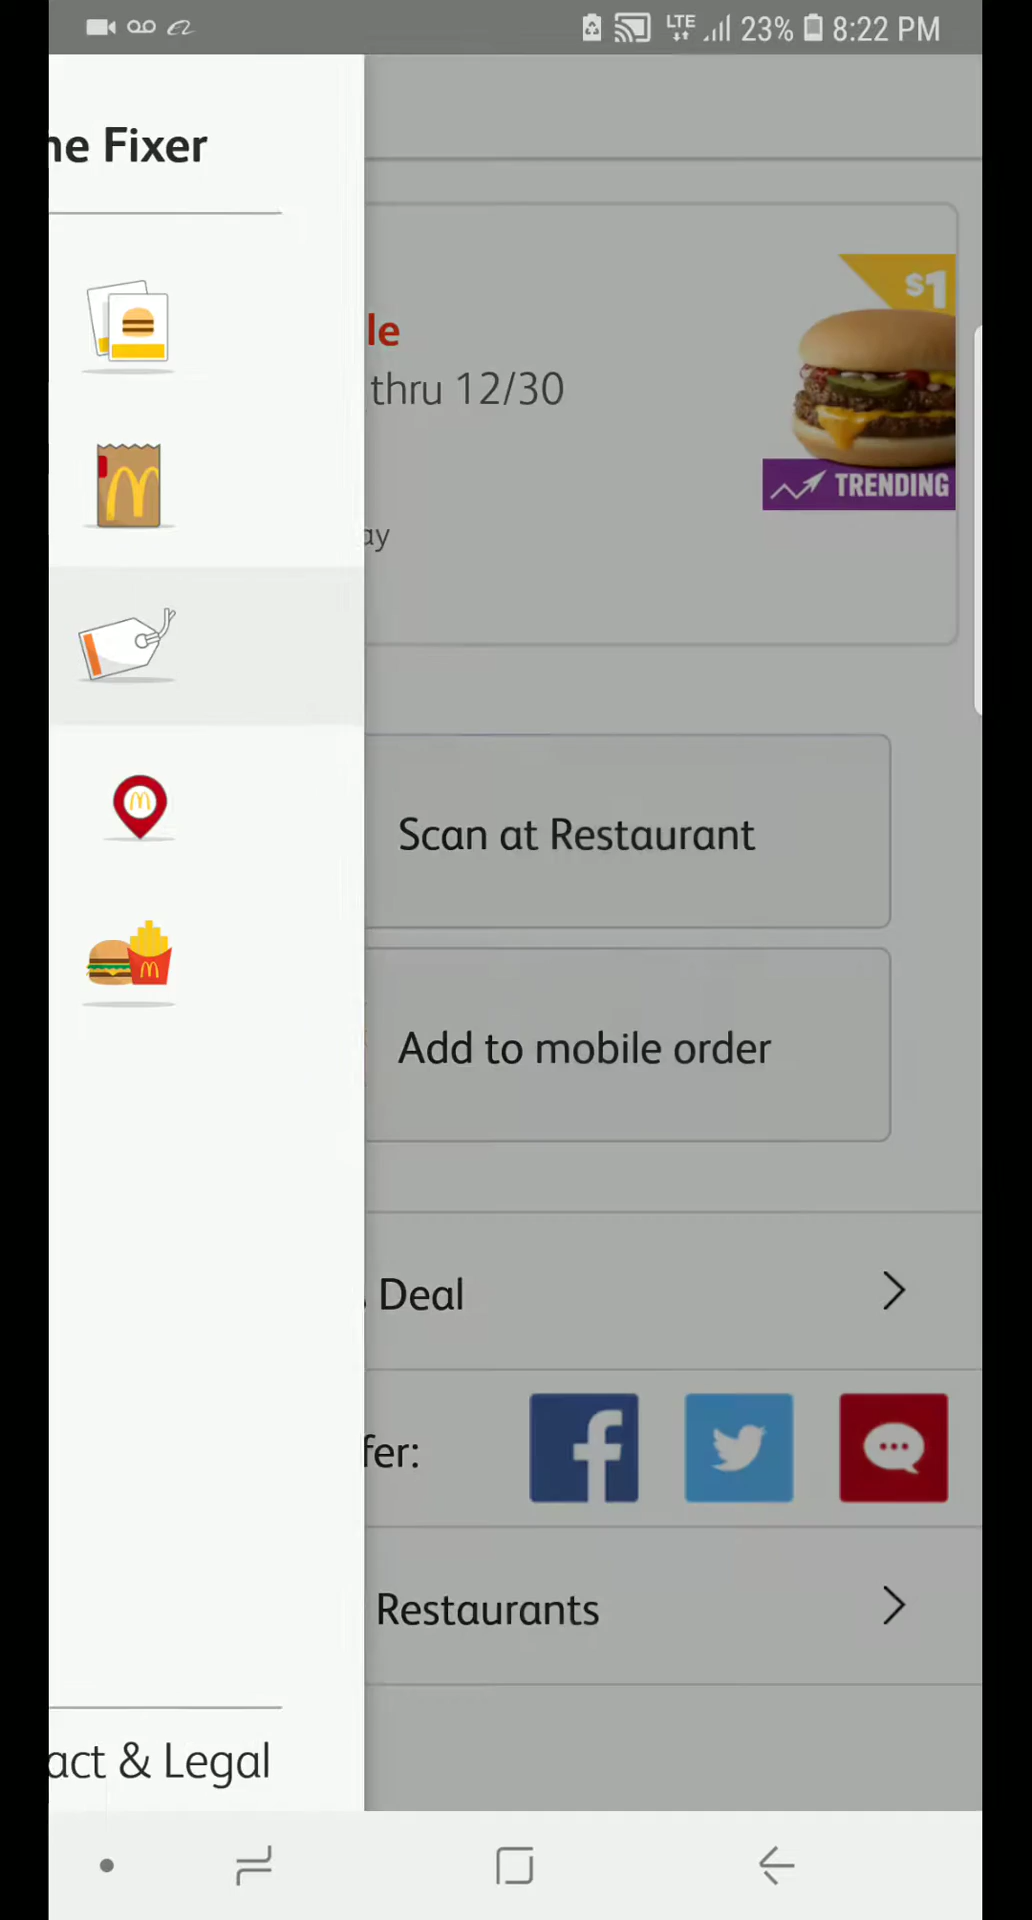 LTE 23% 8:22 PM
ne Fixer
$1
le
thru 12/30
TRENDING
ay
Scan at Restaurant
Add to mobile order
Deal
fer:
Restaurants
act & Legal